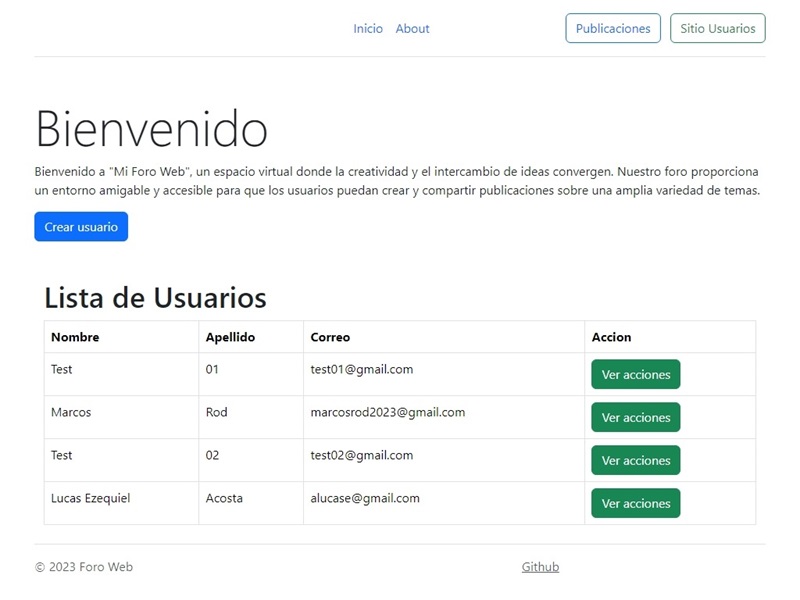 Inicio About Publicaciones Sitio Usuarios
Bienvenido
Bienvenido a "Mi Foro Web", un espacio virtual donde la creatividad y el intercambio de ideas convergen. Nuestro foro proporciona
un entorno amigable y accesible para que los usuarios puedan crear y compartir publicaciones sobre una amplia variedad de temas.
Crear usuario
Lista de Usuarios
Nombre Apellido Correo Accion
Test 01 test01@gmail.com Ver acciones
Marcos Rod marcosrod2023@gmail.com Ver acciones
Test 02 test02@gmail.com Ver acciones
Lucas Ezequiel Acosta alucase@gmail.com Ver acciones
© 2023 Foro Web Github